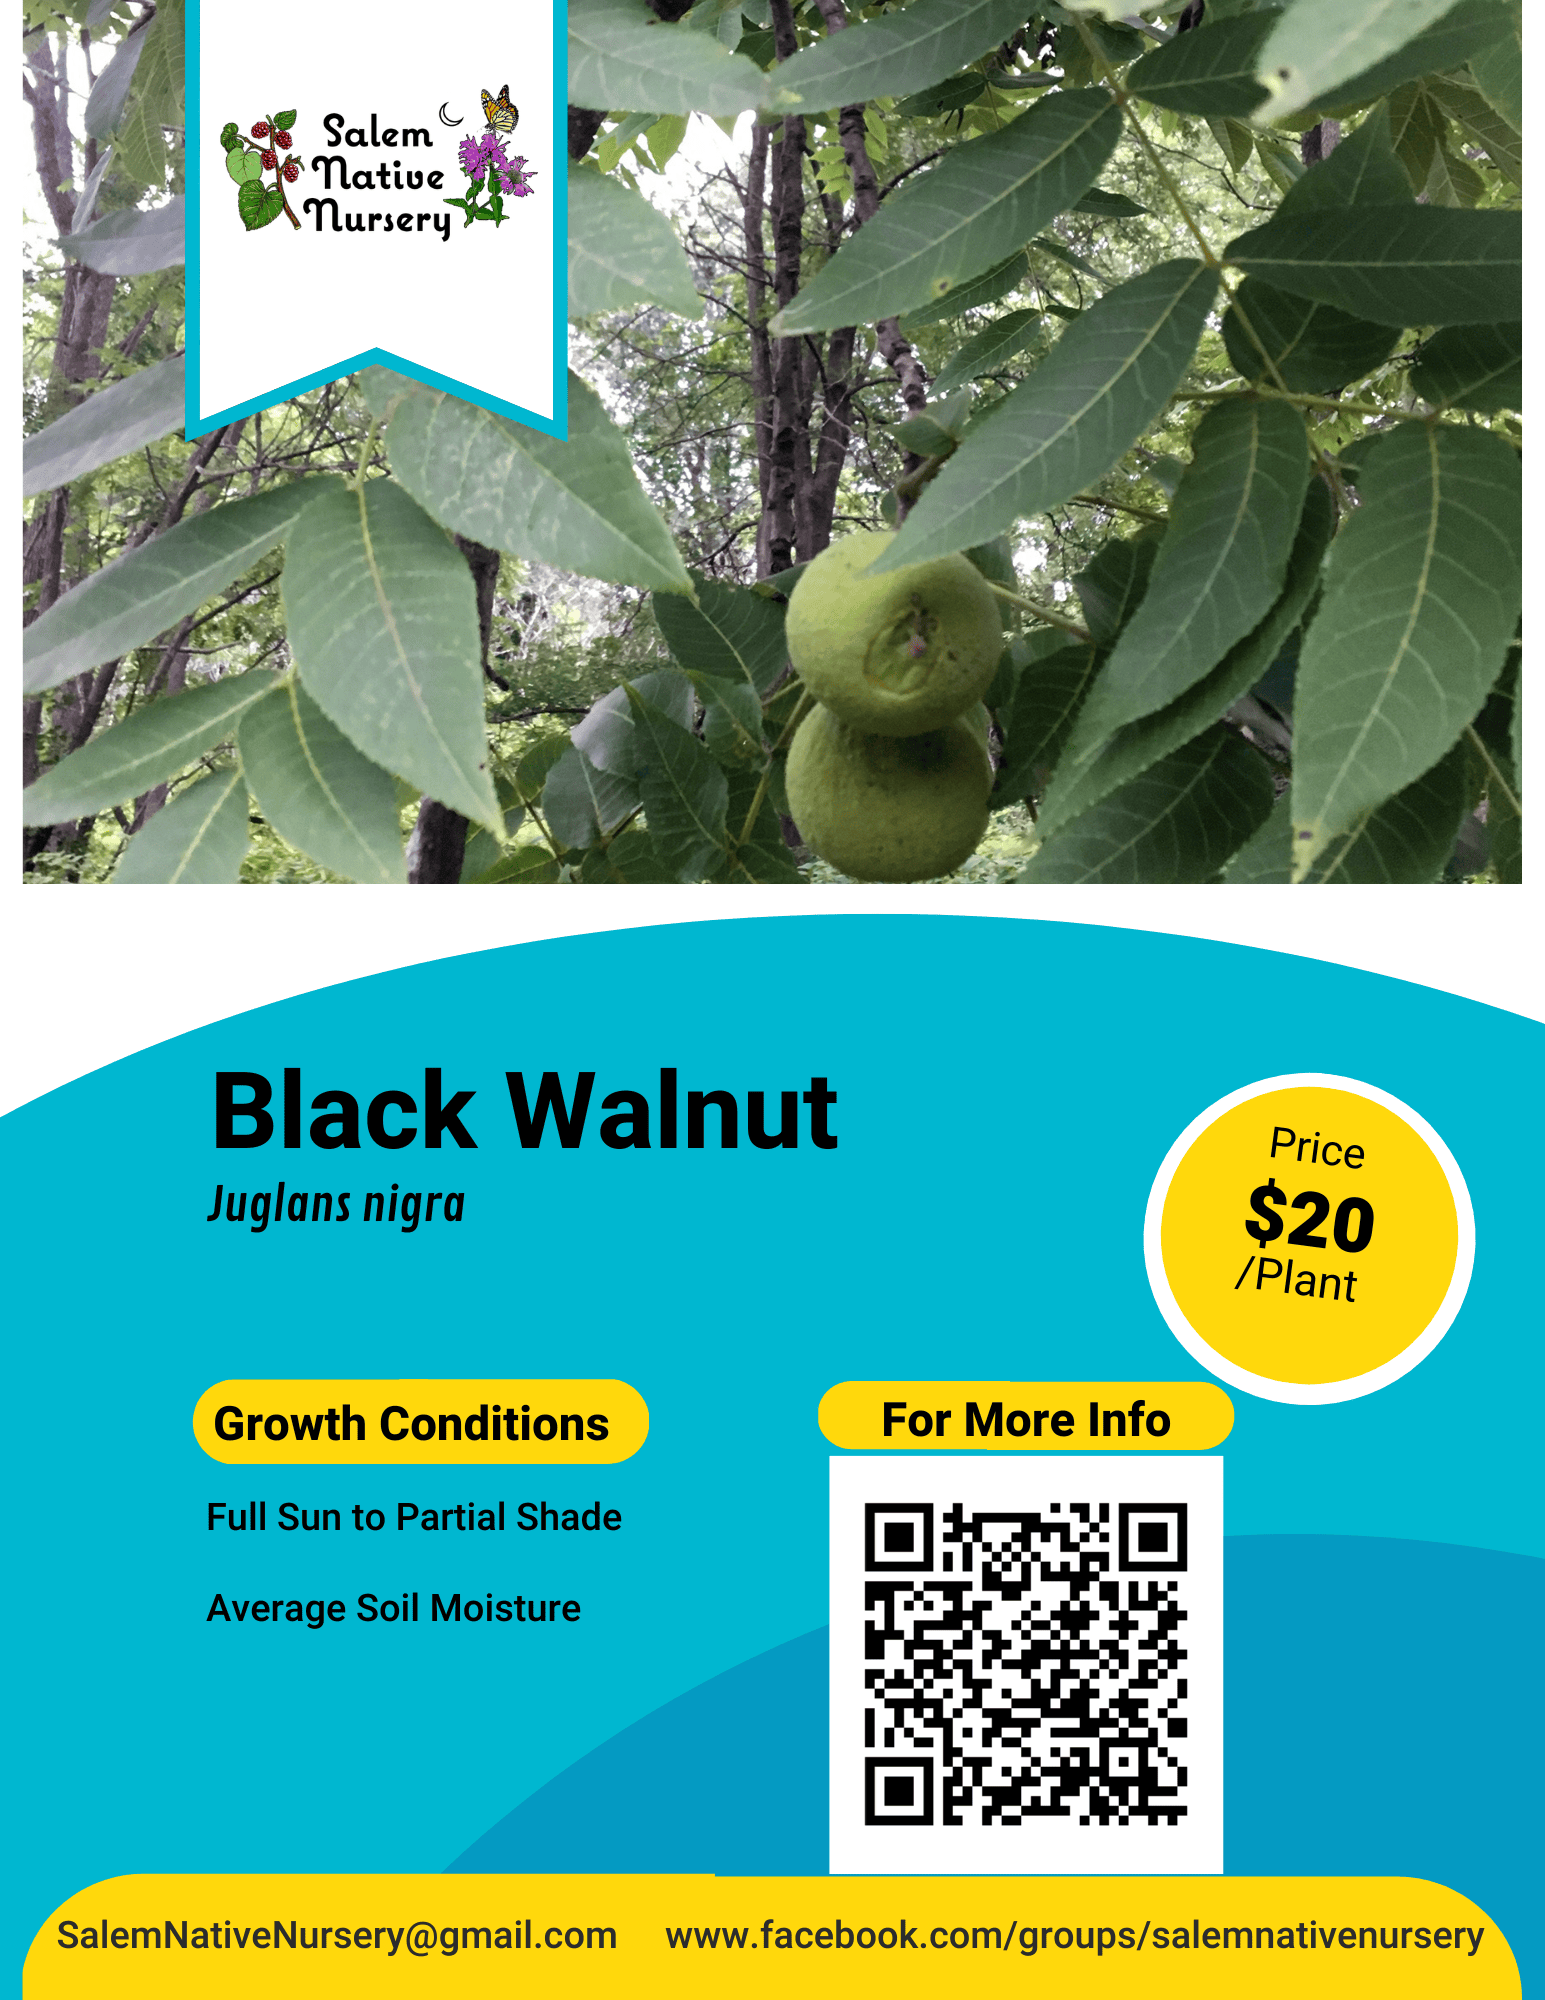 Salem
Native
Nursery
Black Walnut
Juglans nigra
Price
$20
/Plant
Growth Conditions
Full Sun to Partial Shade
Average Soil Moisture
For More Info
SalemNativeNursery@gmail.com
www.facebook.com/groups/salemnativenursery